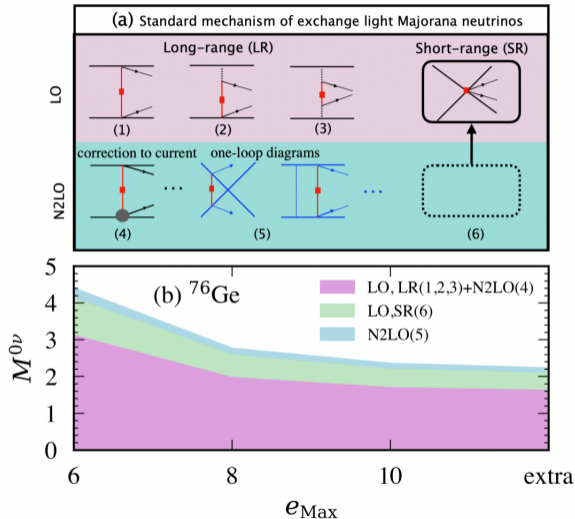 (a) Standard mechanism of exchange light Majorana neutrinos
Long-range (LR)
Short-range (SR)
LO
(1)
(2)
(3)
correction to current
one-loop diagrams
N2LO
...
...
(4)
(5)
(6)
(b) ⁷⁶Ge
LO, LR(1,2,3)+N2LO(4)
LO,SR(6)
N2LO(5)
M⁰ᵛ
5
4
3
2
1
0
6
8
10
extra
e_Max